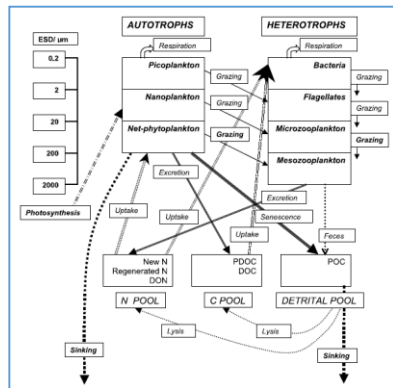 AUTOTROPHS
HETEROTROPHS
ESD/ µm
Respiration
Respiration
0.2
Picoplankton
Bacteria
Grazing
Grazing
2
Nanoplankton
Flagellates
Grazing
Grazing
20
Net-phytoplankton
Microzooplankton
Grazing
Grazing
200
Mesozooplankton
2000
Excretion
Photosynthesis
Excretion
Uptake
Uptake
Senescence
Uptake
Feces
New N
Regenerated N
DON
PDOC
DOC
POC
N POOL
C POOL
DETRITAL POOL
Lysis
Lysis
Sinking
Sinking